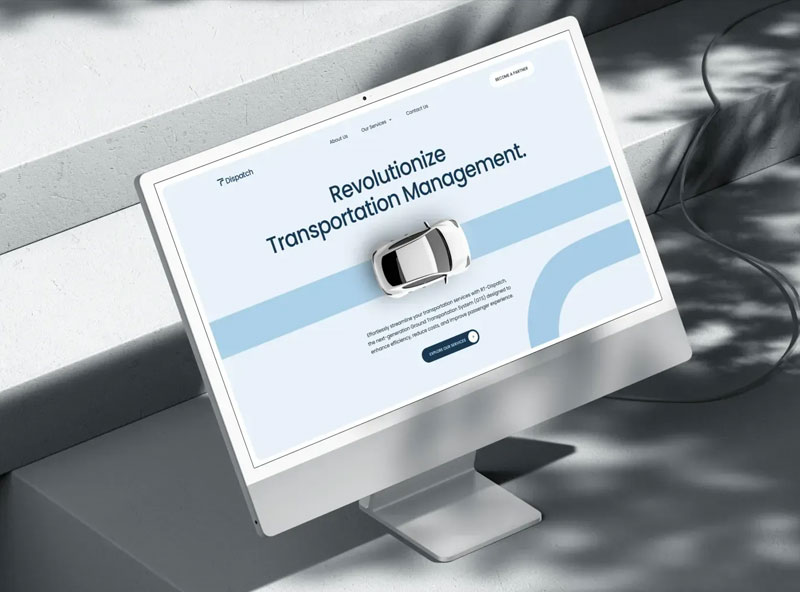 BECOME A PARTNER
About Us
Our Services
Contact Us
Dispatch
Revolutionize
Transportation Management.
Effortlessly streamline your transportation services with RT-Dispatch,
the next-generation Ground Transportation System (GTS) designed to
enhance efficiency, reduce costs, and improve passenger experience.
EXPLORE OUR SERVICES